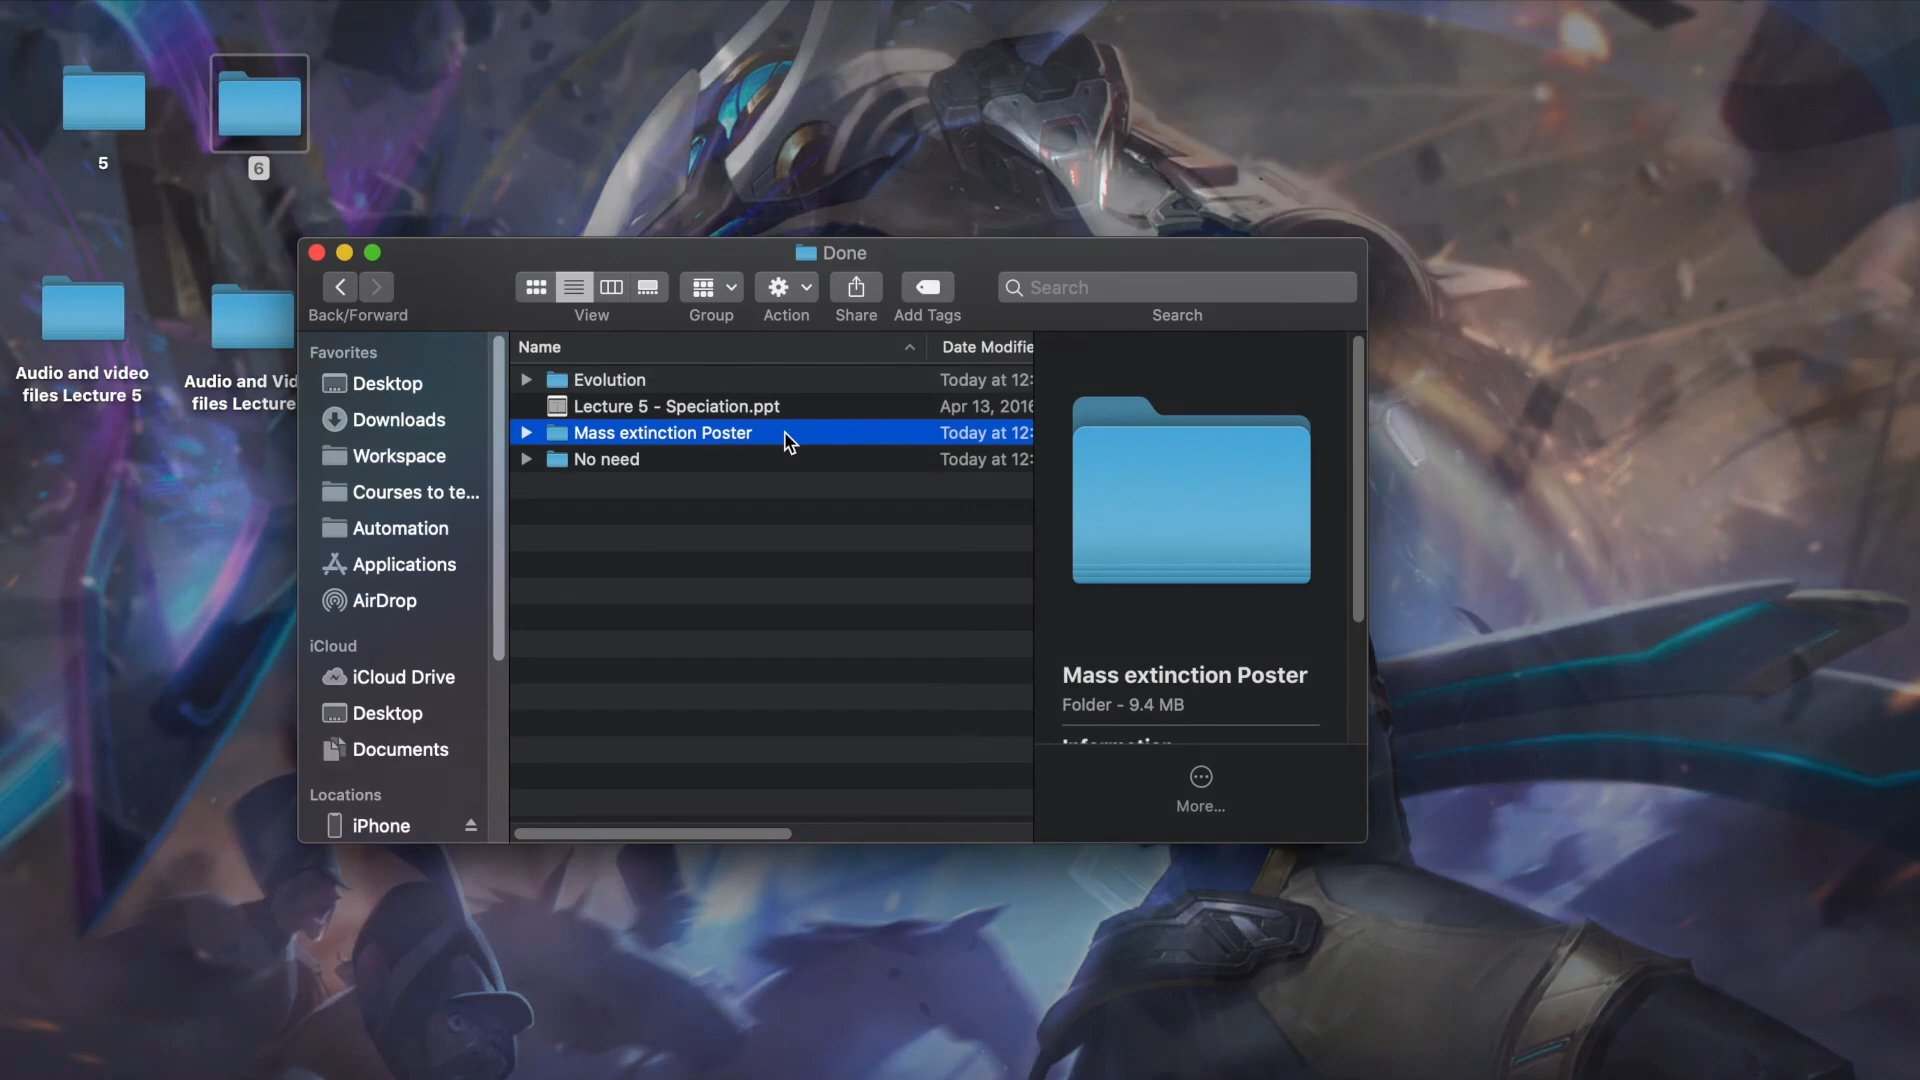 5
6
Audio and video
files Lecture 5
Audio and Vid
files Lecture
Done
Back/Forward
View
Group
Action
Share
Add Tags
Search
Search
Favorites
Desktop
Downloads
Workspace
Courses to te...
Automation
Applications
AirDrop
iCloud
iCloud Drive
Desktop
Documents
Locations
iPhone
Name
Date Modifie
Evolution
Today at 12:
Lecture 5 - Speciation.ppt
Apr 13, 2016
Mass extinction Poster
Today at 12:
No need
Today at 12:
Mass extinction Poster
Folder - 9.4 MB
Information
More...